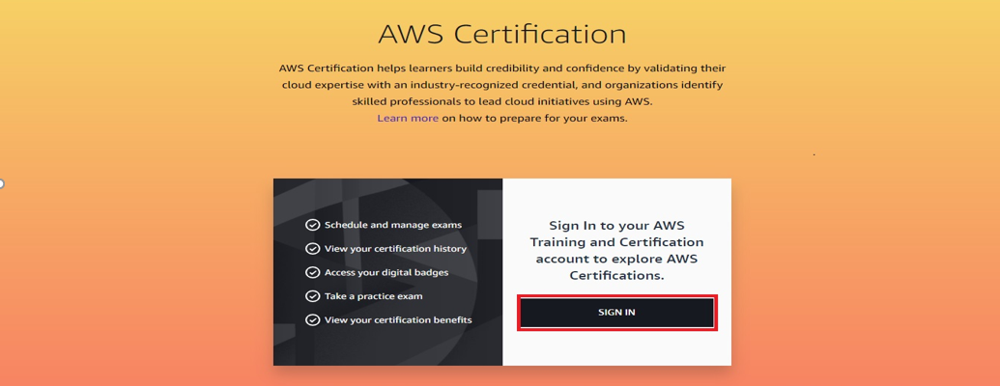 AWS Certification
AWS Certification helps learners build credibility and confidence by validating their
cloud expertise with an industry-recognized credential, and organizations identify
skilled professionals to lead cloud initiatives using AWS.
Learn more on how to prepare for your exams.
Schedule and manage exams
View your certification history
Access your digital badges
Take a practice exam
View your certification benefits
Sign In to your AWS
Training and Certification
account to explore AWS
Certifications.
SIGN IN